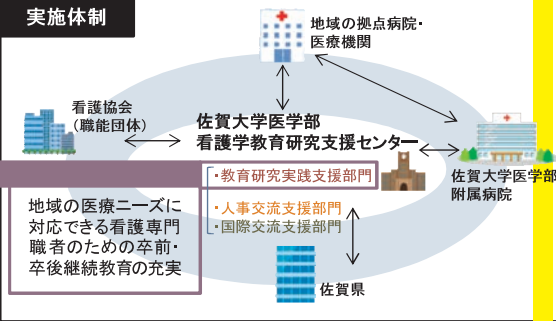 実施体制
地域の拠点病院・
医療機関
看護協会
（職能団体）
佐賀大学医学部
看護学教育研究支援センター
・教育研究実践支援部門
・人事交流支援部門
・国際交流支援部門
佐賀大学医学部
附属病院
地域の医療ニーズに
対応できる看護専門
職者のための卒前・
卒後継続教育の充実
佐賀県